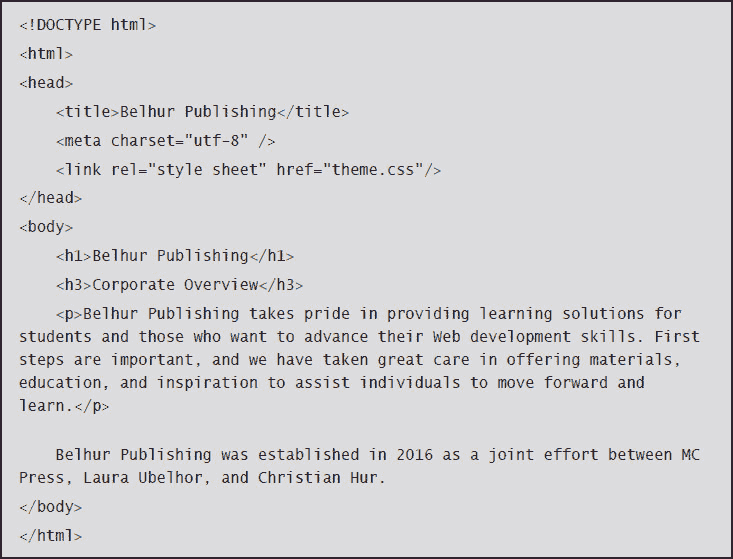 <!DOCTYPE html>
<html>
<head>
<title>Belhur Publishing</title>
<meta charset="utf-8" />
<link rel="style sheet" href="theme.css"/>
</head>
<body>
<h1>Belhur Publishing</h1>
<h3>Corporate Overview</h3>
<p>Belhur Publishing takes pride in providing learning solutions for
students and those who want to advance their Web development skills. First
steps are important, and we have taken great care in offering materials,
education, and inspiration to assist individuals to move forward and
learn.</p>
Belhur Publishing was established in 2016 as a joint effort between MC
Press, Laura Ubelhor, and Christian Hur.
</body>
</html>